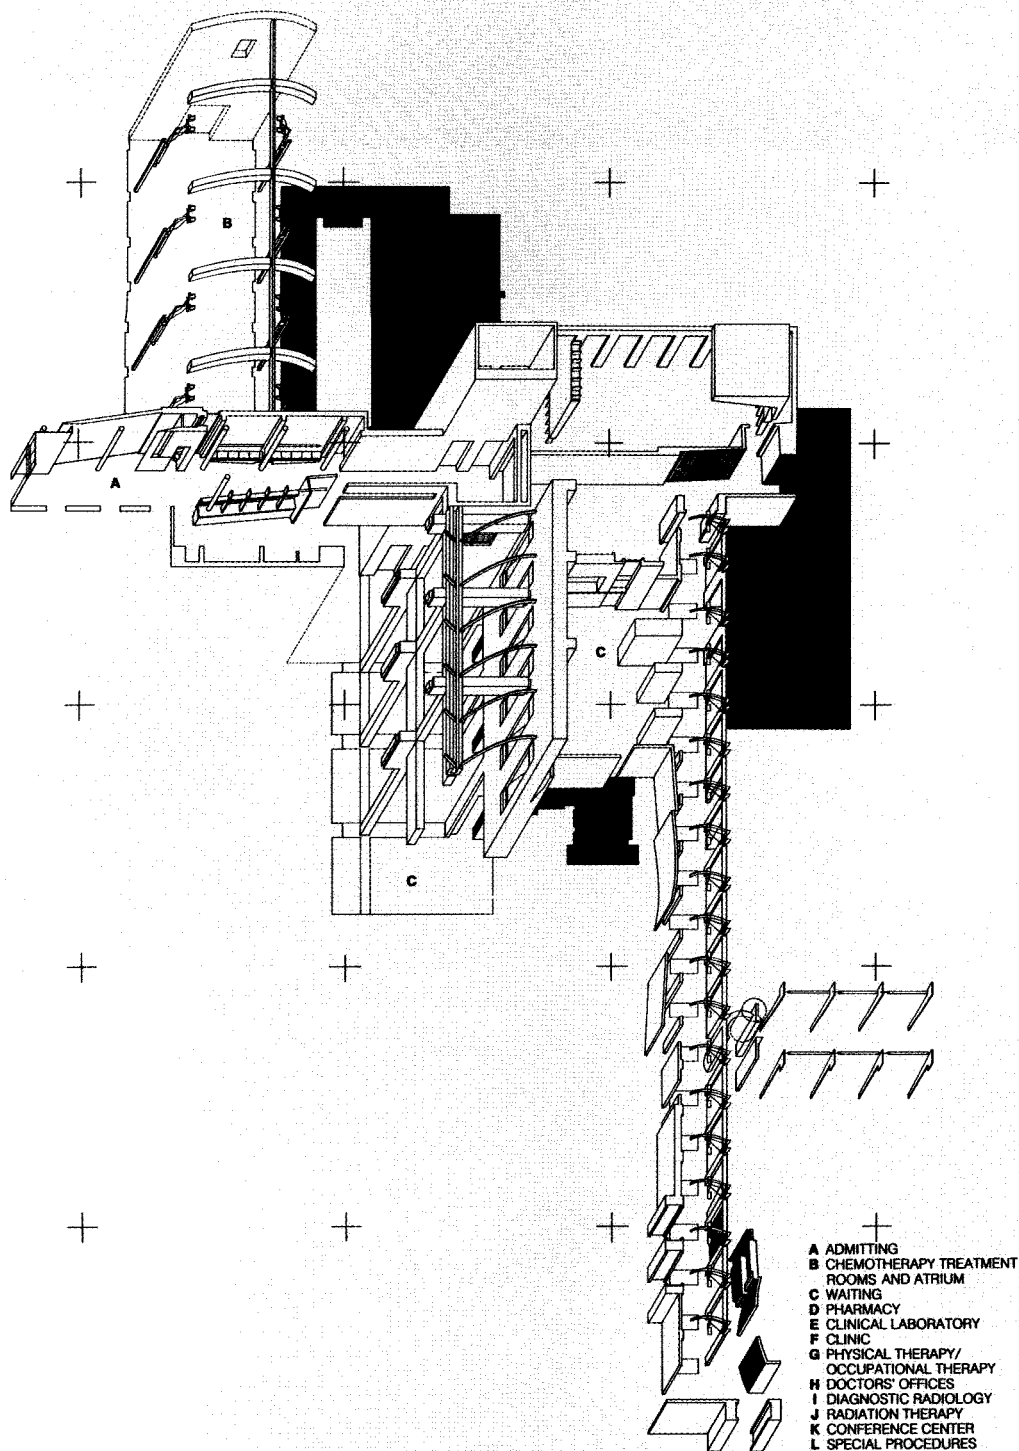 B
A
C
C
A ADMITTING
B CHEMOTHERAPY TREATMENT
ROOMS AND ATRIUM
C WAITING
D PHARMACY
E CLINICAL LABORATORY
F CLINIC
G PHYSICAL THERAPY/
OCCUPATIONAL THERAPY
H DOCTORS' OFFICES
I DIAGNOSTIC RADIOLOGY
J RADIATION THERAPY
K CONFERENCE CENTER
L SPECIAL PROCEDURES